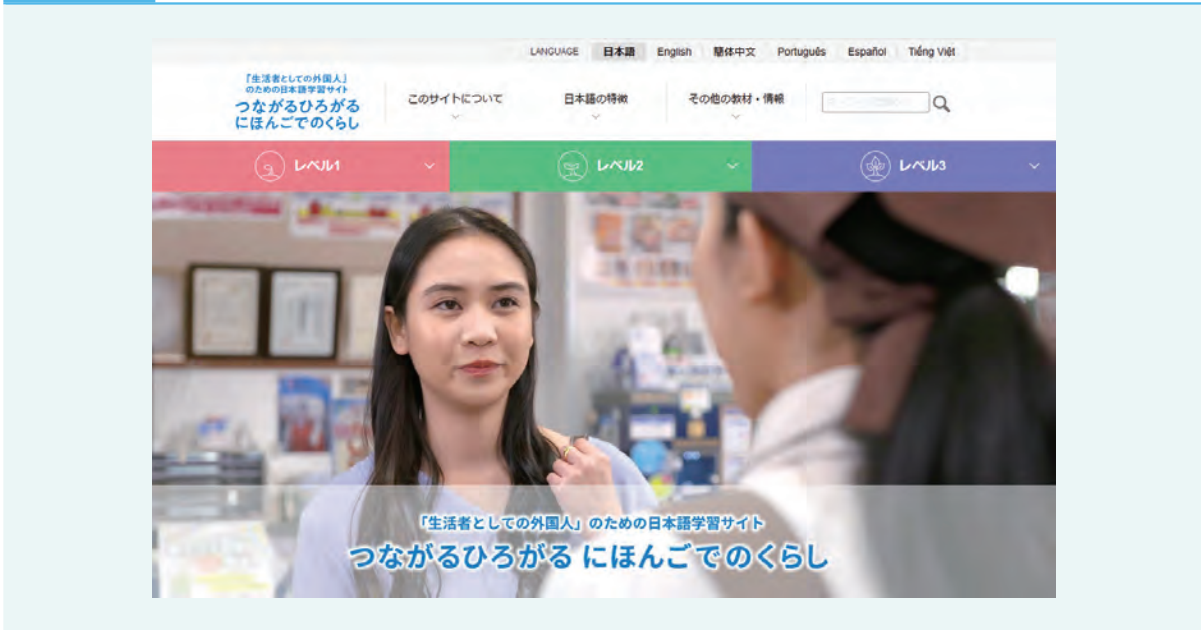 LANGUAGE 日本語 English 簡体中文 Português Español Tiếng Việt
「生活者としての外国人」
のための日本語学習サイト
つながるひろがる
にほんごでのくらし
このサイトについて 日本語の特徴 その他の教材・情報
レベル1 レベル2 レベル3
「生活者としての外国人」のための日本語学習サイト
つながるひろがる にほんごでのくらし